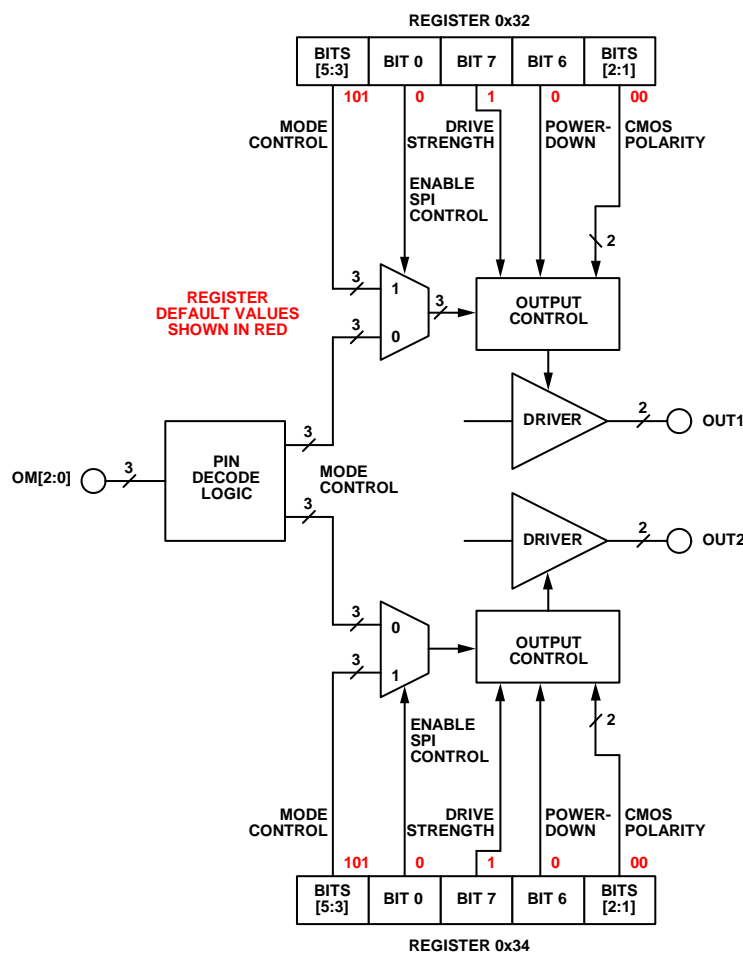 REGISTER 0x32
BITS
[5:3]
BIT 0
BIT 7
BIT 6
BITS
[2:1]
101
0
1
0
00
MODE
CONTROL
DRIVE
STRENGTH
POWER-
DOWN
CMOS
POLARITY
ENABLE
SPI
CONTROL
2
REGISTER
DEFAULT VALUES
SHOWN IN RED
3
1
3
0
3
OUTPUT
CONTROL
DRIVER
2
OUT1
OM[2:0]
3
PIN
DECODE
LOGIC
3
MODE
CONTROL
3
DRIVER
2
OUT2
3
0
3
1
OUTPUT
CONTROL
ENABLE
SPI
CONTROL
2
MODE
CONTROL
DRIVE
STRENGTH
POWER-
DOWN
CMOS
POLARITY
101
0
1
0
00
BITS
[5:3]
BIT 0
BIT 7
BIT 6
BITS
[2:1]
REGISTER 0x34